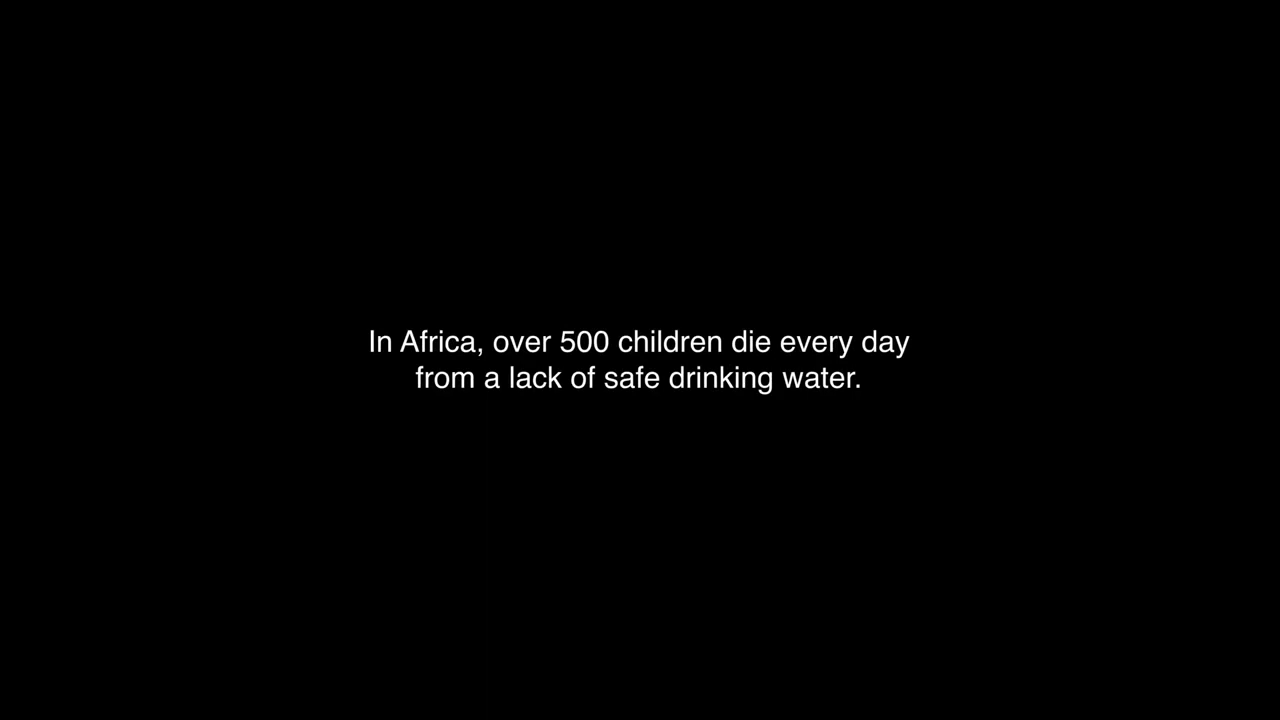 In Africa, over 500 children die every day
from a lack of safe drinking water.